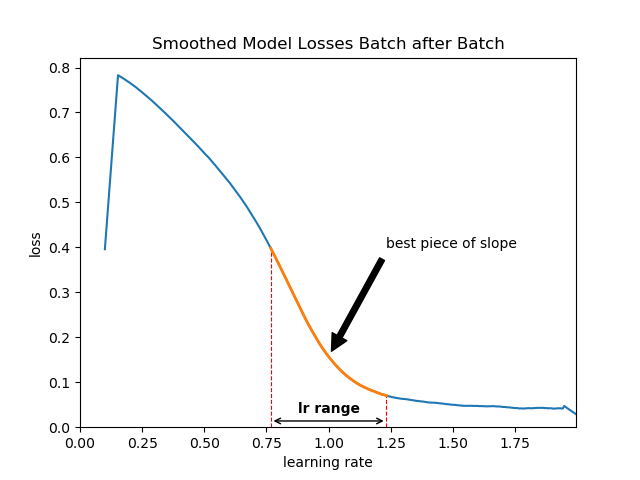 Smoothed Model Losses Batch after Batch
0.8
0.7
0.6
0.5
0.4
0.3
0.2
0.1
0.0
loss
best piece of slope
lr range
0.00 0.25 0.50 0.75 1.00 1.25 1.50 1.75
learning rate